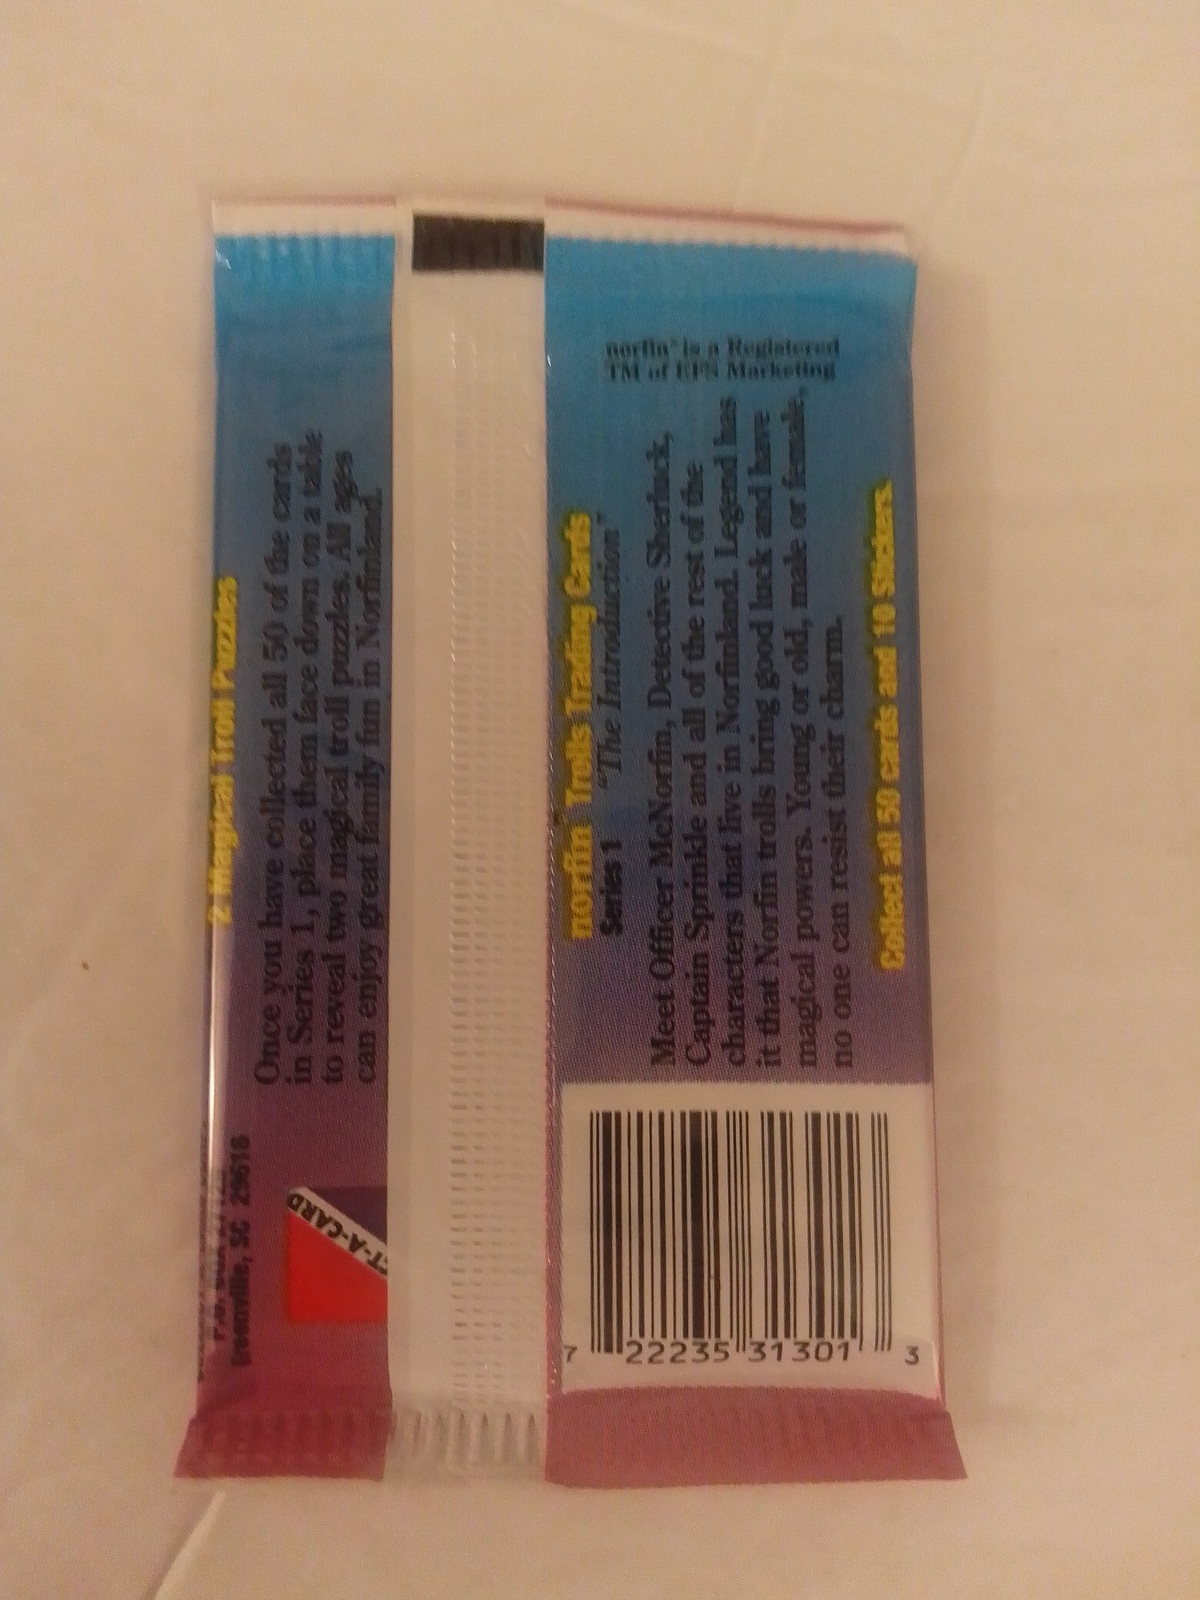 2 Magical Troll Puzzles
Once you have collected all 50 of the cards
in Series 1, place them face down on a table
to reveal two magical troll puzzles. All ages
can enjoy great family fun in Norfinland.
Greenville, SC 29616
CT-A-CARD
norfin® Trolls Trading Cards
Series 1 "The Introduction"
Meet Officer McNorfin, Detective Sherluck,
Captain Sprinkle and all of the rest of the
characters that live in Norfinland. Legend has
it that Norfin trolls bring good luck and have
magical powers. Young or old, male or female,
no one can resist their charm.
Collect all 50 cards and 10 Stickers.
norfin® is a Registered
TM of EFS Marketing
7 22235 31301 3